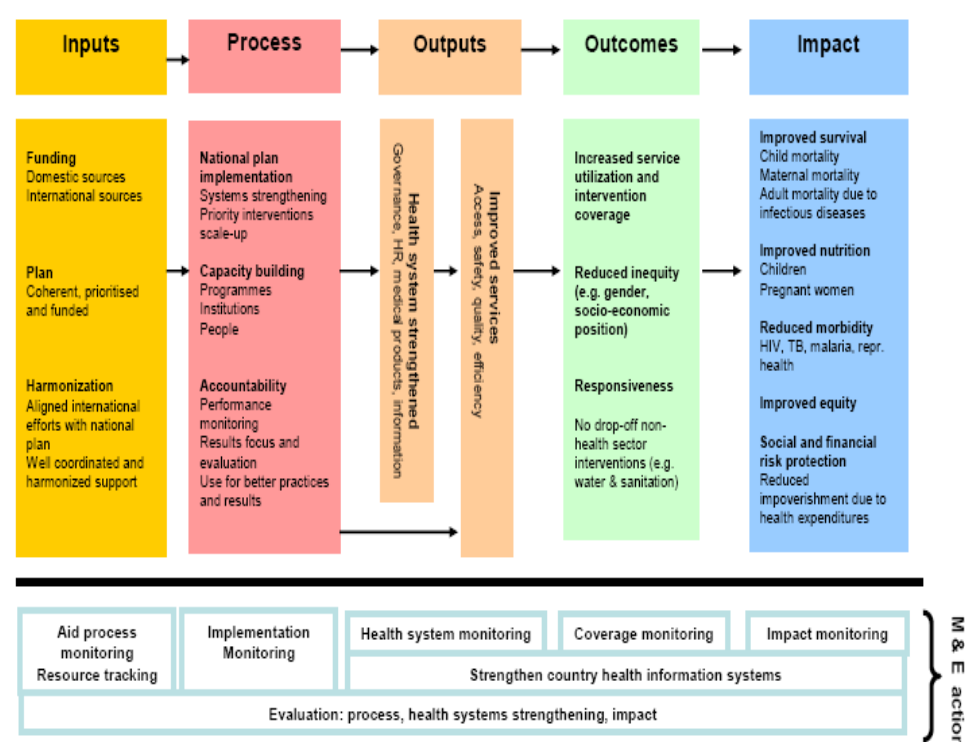 Inputs
Process
Outputs
Outcomes
Impact
Funding
Domestic sources
International sources
Plan
Coherent, prioritised
and funded
Harmonization
Aligned international
efforts with national
plan
Well coordinated and
harmonized support
National plan
implementation
Systems strengthening
Priority interventions
scale-up
Capacity building
Programmes
Institutions
People
Accountability
Performance
monitoring
Results focus and
evaluation
Use for better practices
and results
Health system strengthened
Governance, HR, medical products, information
Improved services
Access, safety, quality, efficiency
Increased service
utilization and
intervention
coverage
Reduced inequity
(e.g. gender,
socio-economic
position)
Responsiveness
No drop-off non-
health sector
interventions (e.g.
water & sanitation)
Improved survival
Child mortality
Maternal mortality
Adult mortality due to
infectious diseases
Improved nutrition
Children
Pregnant women
Reduced morbidity
HIV, TB, malaria, repr.
health
Improved equity
Social and financial
risk protection
Reduced
impoverishment due to
health expenditures
Aid process
monitoring
Resource tracking
Implementation
Monitoring
Health system monitoring
Coverage monitoring
Impact monitoring
Strengthen country health information systems
Evaluation: process, health systems strengthening, impact
M & E action